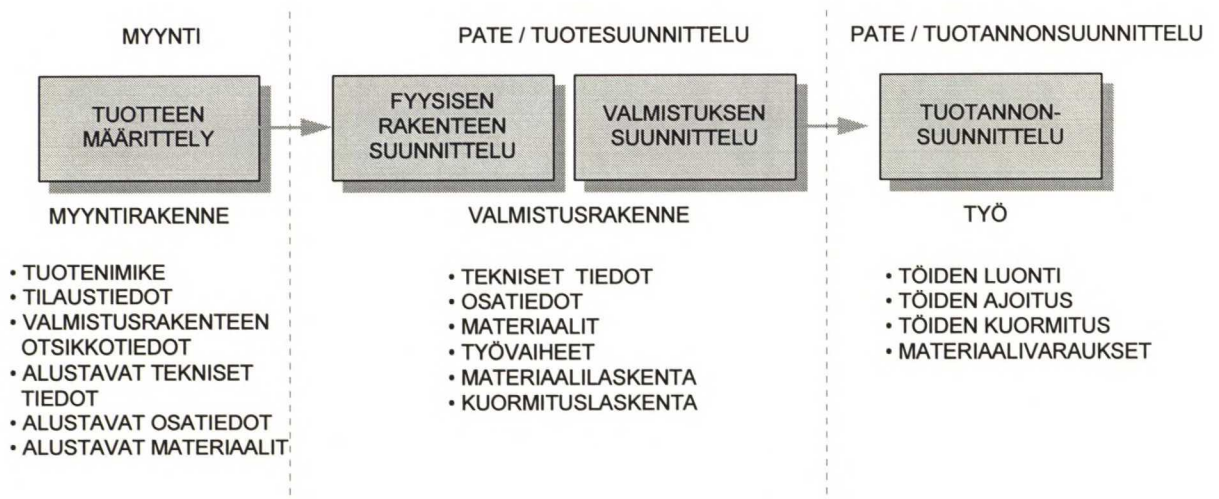 MYYNTI
TUOTTEEN
MÄÄRITTELY
MYYNTIRAKENNE
• TUOTENIMIKE
• TILAUSTIEDOT
• VALMISTUSRAKENTEEN
OTSIKKOTIEDOT
• ALUSTAVAT TEKNISET
TIEDOT
• ALUSTAVAT OSATIEDOT
• ALUSTAVAT MATERIAALIT
PATE / TUOTESUUNNITTELU
FYYSISEN
RAKENTEEN
SUUNNITTELU
VALMISTUKSEN
SUUNNITTELU
VALMISTUSRAKENNE
• TEKNISET TIEDOT
• OSATIEDOT
• MATERIAALIT
• TYÖVAIHEET
• MATERIAALILASKENTA
• KUORMITUSLASKENTA
PATE / TUOTANNONSUUNNITTELU
TUOTANNON-
SUUNNITTELU
TYÖ
• TÖIDEN LUONTI
• TÖIDEN AJOITUS
• TÖIDEN KUORMITUS
• MATERIAALIVARAUKSET